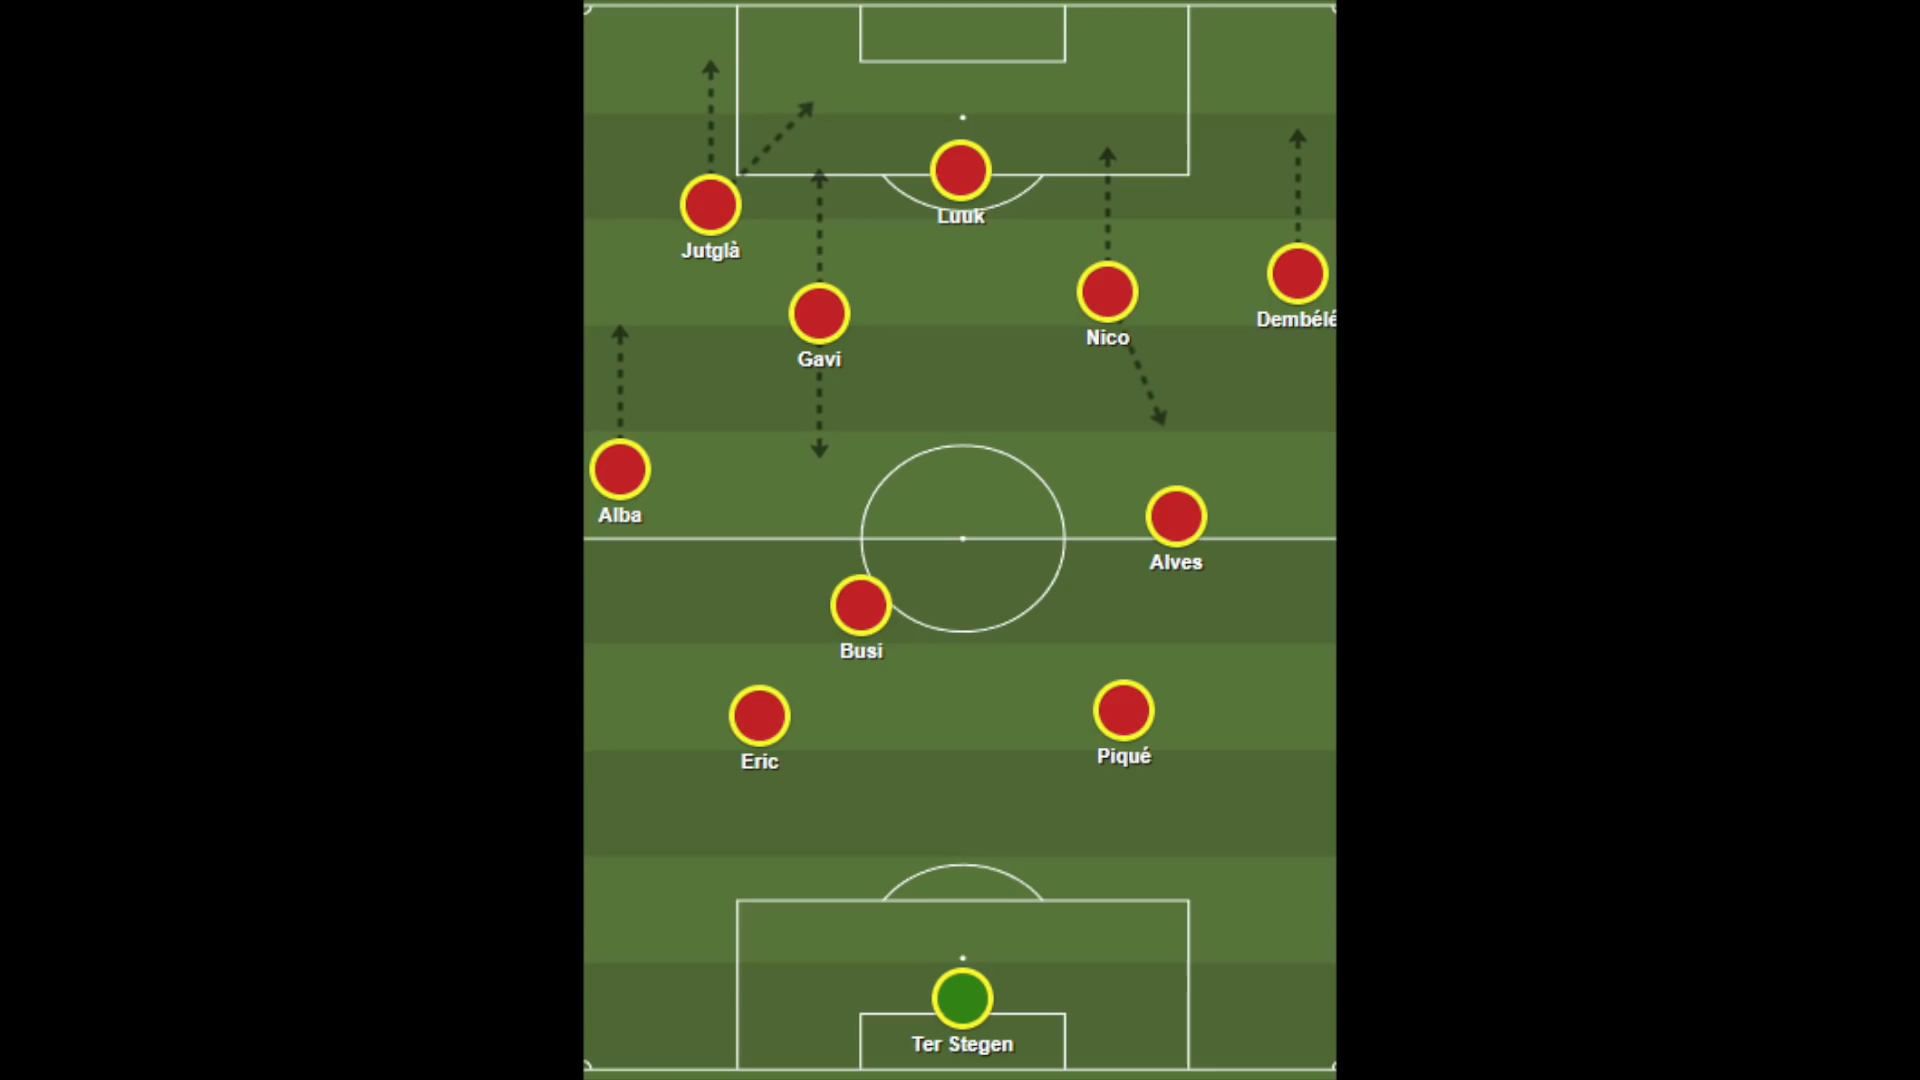 Luuk
Jutglà
Dembélé
Nico
Gavi
Alba
Alves
Busi
Piqué
Eric
Ter Stegen